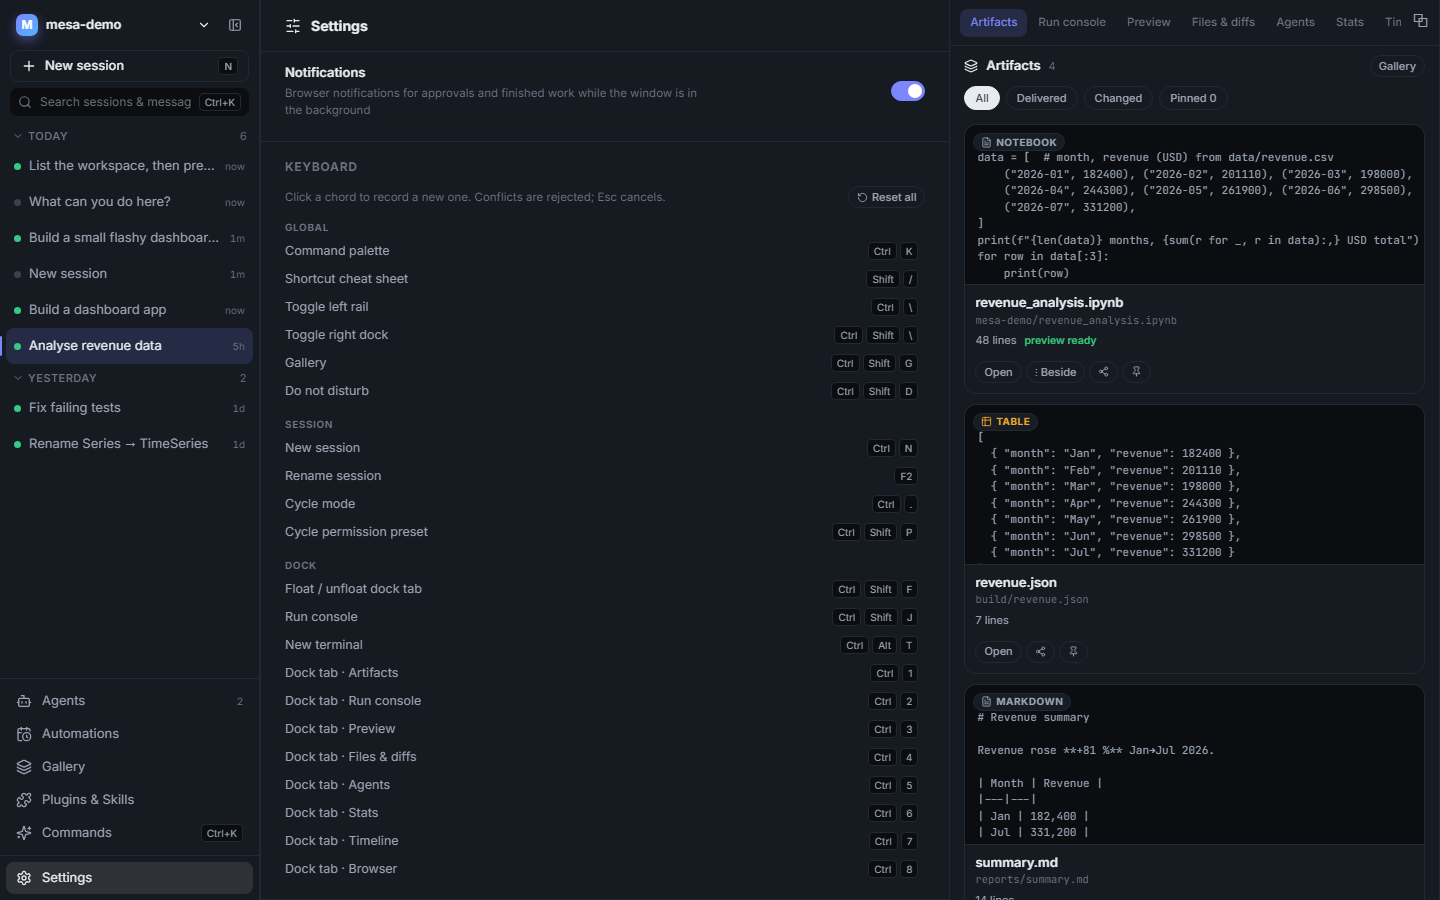 M mesa-demo
New session N
Search sessions & messag Ctrl+K
TODAY 6
List the workspace, then pre... now
What can you do here? now
Build a small flashy dashboar... 1m
New session 1m
Build a dashboard app now
Analyse revenue data 5h
YESTERDAY 2
Fix failing tests 1d
Rename Series → TimeSeries 1d
Agents 2
Automations
Gallery
Plugins & Skills
Commands Ctrl+K
Settings
Settings
Notifications
Browser notifications for approvals and finished work while the window is in
the background
KEYBOARD
Click a chord to record a new one. Conflicts are rejected; Esc cancels. Reset all
GLOBAL
Command palette Ctrl K
Shortcut cheat sheet Shift /
Toggle left rail Ctrl \
Toggle right dock Ctrl Shift \
Gallery Ctrl Shift G
Do not disturb Ctrl Shift D
SESSION
New session Ctrl N
Rename session F2
Cycle mode Ctrl .
Cycle permission preset Ctrl Shift P
DOCK
Float / unfloat dock tab Ctrl Shift F
Run console Ctrl Shift J
New terminal Ctrl Alt T
Dock tab · Artifacts Ctrl 1
Dock tab · Run console Ctrl 2
Dock tab · Preview Ctrl 3
Dock tab · Files & diffs Ctrl 4
Dock tab · Agents Ctrl 5
Dock tab · Stats Ctrl 6
Dock tab · Timeline Ctrl 7
Dock tab · Browser Ctrl 8
Artifacts Run console Preview Files & diffs Agents Stats Tin
Artifacts 4 Gallery
All Delivered Changed Pinned 0
NOTEBOOK
data = [  # month, revenue (USD) from data/revenue.csv
    ("2026-01", 182400), ("2026-02", 201110), ("2026-03", 198000),
    ("2026-04", 244300), ("2026-05", 261900), ("2026-06", 298500),
    ("2026-07", 331200),
]
print(f"{len(data)} months, {sum(r for _, r in data):,} USD total")
for row in data[:3]:
    print(row)
revenue_analysis.ipynb
mesa-demo/revenue_analysis.ipynb
48 lines preview ready
Open Beside
TABLE
[
  { "month": "Jan", "revenue": 182400 },
  { "month": "Feb", "revenue": 201110 },
  { "month": "Mar", "revenue": 198000 },
  { "month": "Apr", "revenue": 244300 },
  { "month": "May", "revenue": 261900 },
  { "month": "Jun", "revenue": 298500 },
  { "month": "Jul", "revenue": 331200 }
revenue.json
build/revenue.json
7 lines
Open
MARKDOWN
# Revenue summary
Revenue rose **+81 %** Jan→Jul 2026.
| Month | Revenue |
|---|---|
| Jan | 182,400 |
| Jul | 331,200 |
summary.md
reports/summary.md
14 lines